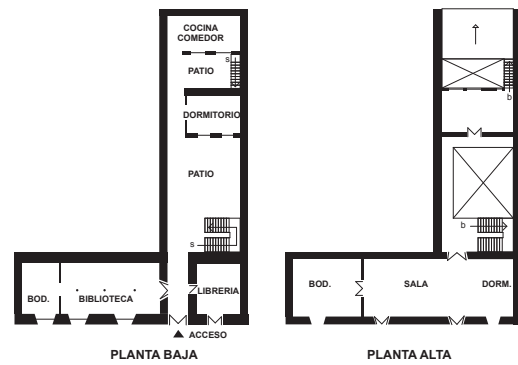 COCINA
COMEDOR
s
PATIO
b
DORMITORIO
PATIO
s
b
BOD.
BIBLIOTECA
LIBRERIA
BOD.
SALA
DORM.
ACCESO
PLANTA BAJA
PLANTA ALTA